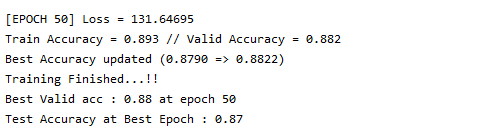 [EPOCH 50] Loss = 131.64695
Train Accuracy = 0.893 // Valid Accuracy = 0.882
Best Accuracy updated (0.8790 => 0.8822)
Training Finished...!!
Best Valid acc : 0.88 at epoch 50
Test Accuracy at Best Epoch : 0.87